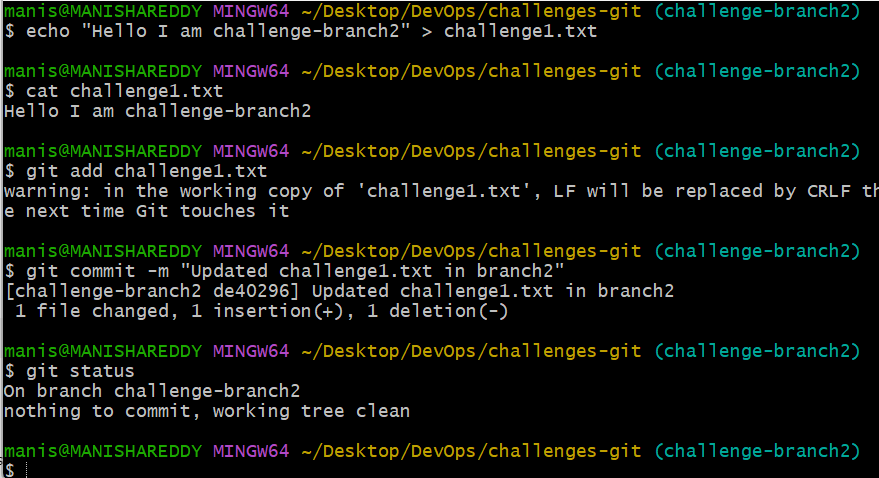 manis@MANISHAREDDY MINGW64 ~/Desktop/DevOps/challenges-git (challenge-branch2)
$ echo "Hello I am challenge-branch2" > challenge1.txt
manis@MANISHAREDDY MINGW64 ~/Desktop/DevOps/challenges-git (challenge-branch2)
$ cat challenge1.txt
Hello I am challenge-branch2
manis@MANISHAREDDY MINGW64 ~/Desktop/DevOps/challenges-git (challenge-branch2)
$ git add challenge1.txt
warning: in the working copy of 'challenge1.txt', LF will be replaced by CRLF th
e next time Git touches it
manis@MANISHAREDDY MINGW64 ~/Desktop/DevOps/challenges-git (challenge-branch2)
$ git commit -m "Updated challenge1.txt in branch2"
[challenge-branch2 de40296] Updated challenge1.txt in branch2
 1 file changed, 1 insertion(+), 1 deletion(-)
manis@MANISHAREDDY MINGW64 ~/Desktop/DevOps/challenges-git (challenge-branch2)
$ git status
On branch challenge-branch2
nothing to commit, working tree clean
manis@MANISHAREDDY MINGW64 ~/Desktop/DevOps/challenges-git (challenge-branch2)
$